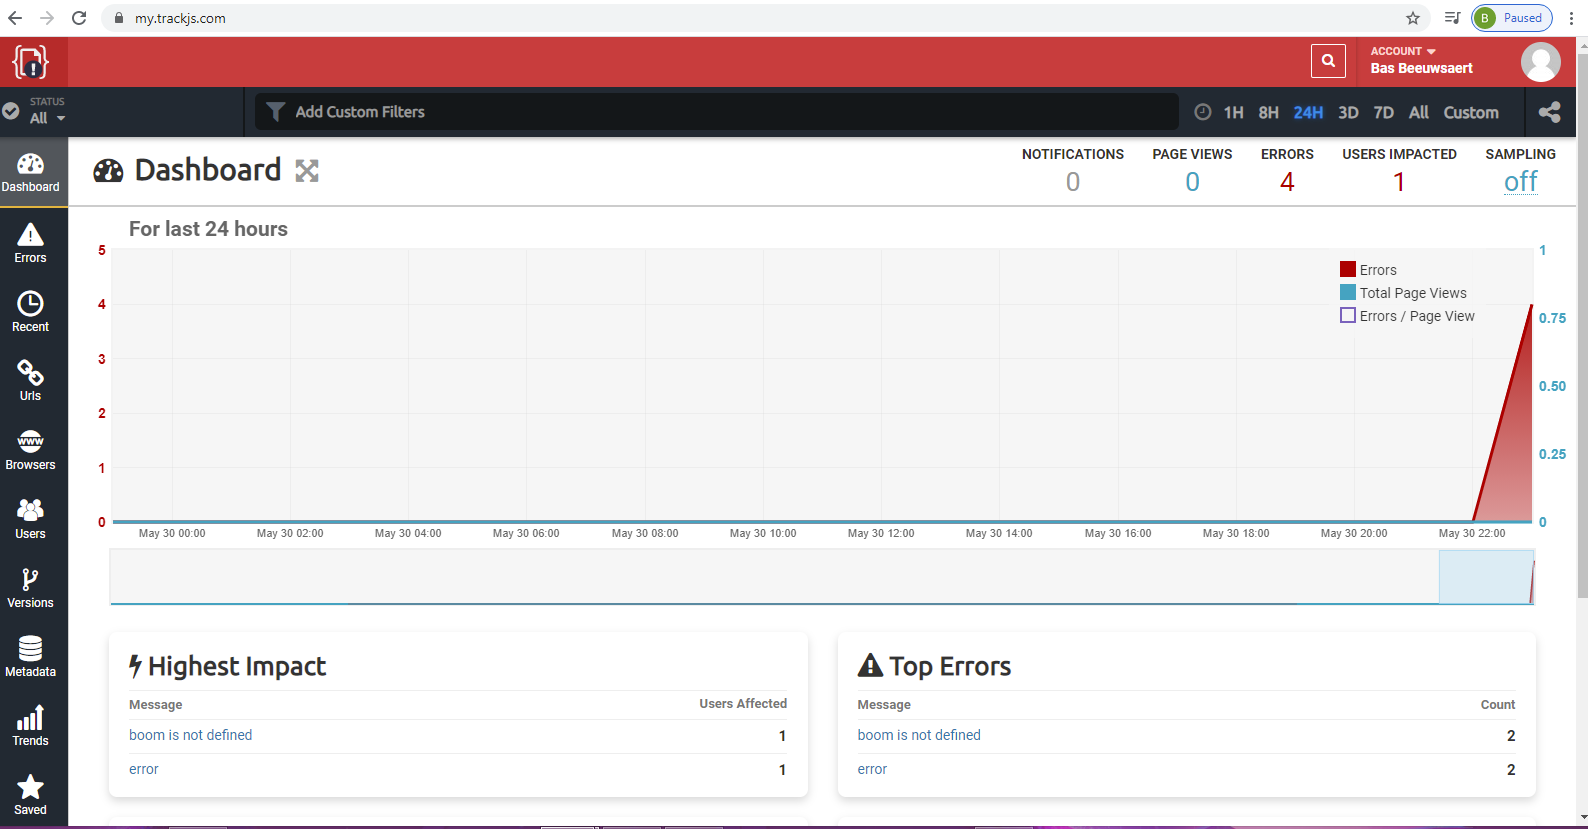 my.trackjs.com
B Paused
ACCOUNT
Bas Beeuwsaert
STATUS
All
Add Custom Filters
1H 8H 24H 3D 7D All Custom
Dashboard
Errors
Recent
Urls
WWW
Browsers
Users
Versions
Metadata
Trends
Saved
Dashboard
NOTIFICATIONS PAGE VIEWS ERRORS USERS IMPACTED SAMPLING
0 0 4 1 off
For last 24 hours
5
4
3
2
1
0
Errors
Total Page Views
Errors / Page View
1
0.75
0.50
0.25
0
May 30 00:00 May 30 02:00 May 30 04:00 May 30 06:00 May 30 08:00 May 30 10:00 May 30 12:00 May 30 14:00 May 30 16:00 May 30 18:00 May 30 20:00 May 30 22:00
Highest Impact
Message Users Affected
boom is not defined 1
error 1
Top Errors
Message Count
boom is not defined 2
error 2